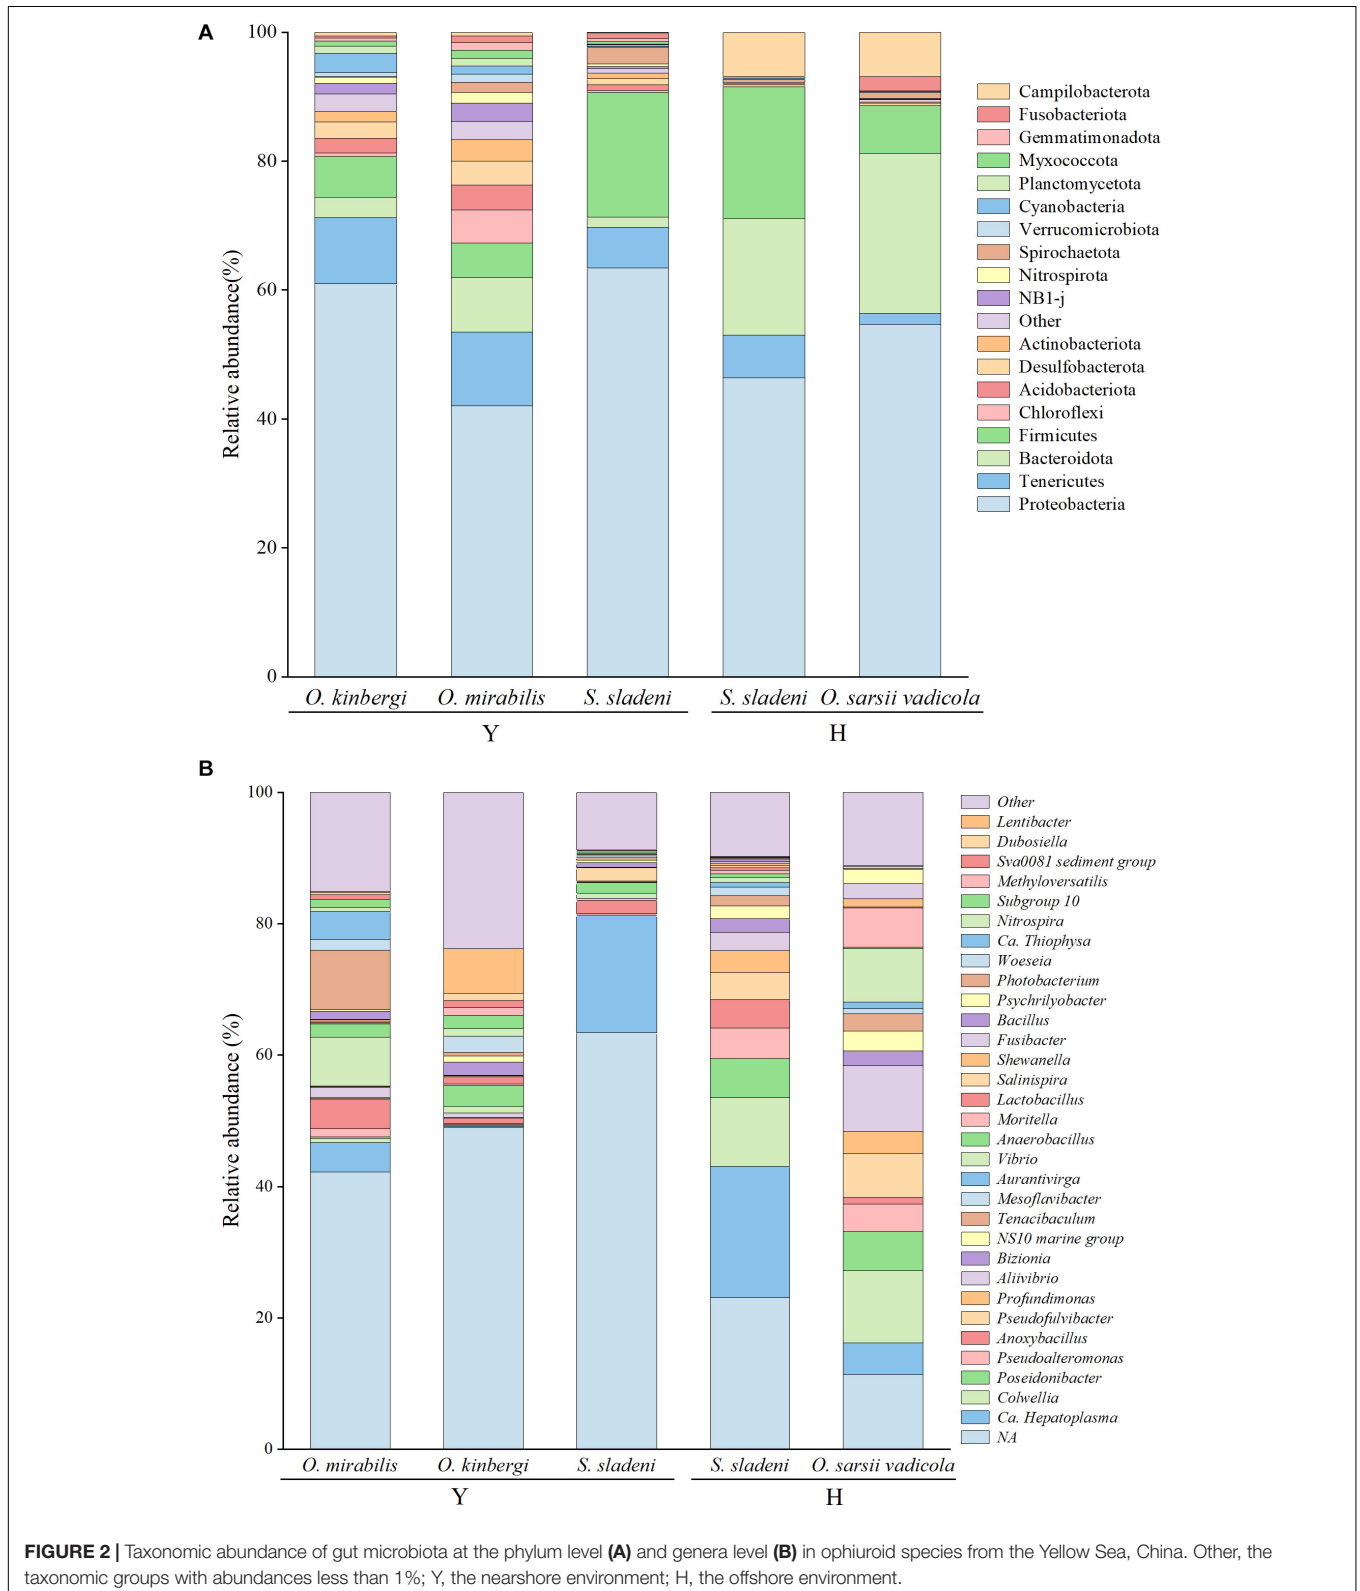 A
100
80
60
40
20
0
Relative abundance(%)
Campilobacterota
Fusobacteriota
Gemmatimonadota
Myxococcota
Planctomycetota
Cyanobacteria
Verrucomicrobiota
Spirochaetota
Nitrospirota
NB1-j
Other
Actinobacteriota
Desulfobacterota
Acidobacteriota
Chloroflexi
Firmicutes
Bacteroidota
Tenericutes
Proteobacteria
O. kinbergi O. mirabilis S. sladeni S. sladeni O. sarsii vadicola
Y H
B
100
80
60
40
20
0
Relative abundance (%)
Other
Lentibacter
Dubosiella
Sva0081 sediment group
Methyloversatilis
Subgroup 10
Nitrospira
Ca. Thiophysa
Woeseia
Photobacterium
Psychrilyobacter
Bacillus
Fusibacter
Shewanella
Salinispira
Lactobacillus
Moritella
Anaerobacillus
Vibrio
Aurantivirga
Mesoflavibacter
Tenacibaculum
NS10 marine group
Bizionia
Aliivibrio
Profundimonas
Pseudofulvibacter
Anoxybacillus
Pseudoalteromonas
Poseidonibacter
Colwellia
Ca. Hepatoplasma
NA
O. mirabilis O. kinbergi S. sladeni S. sladeni O. sarsii vadicola
Y H
FIGURE 2 | Taxonomic abundance of gut microbiota at the phylum level (A) and genera level (B) in ophiuroid species from the Yellow Sea, China. Other, the
taxonomic groups with abundances less than 1%; Y, the nearshore environment; H, the offshore environment.